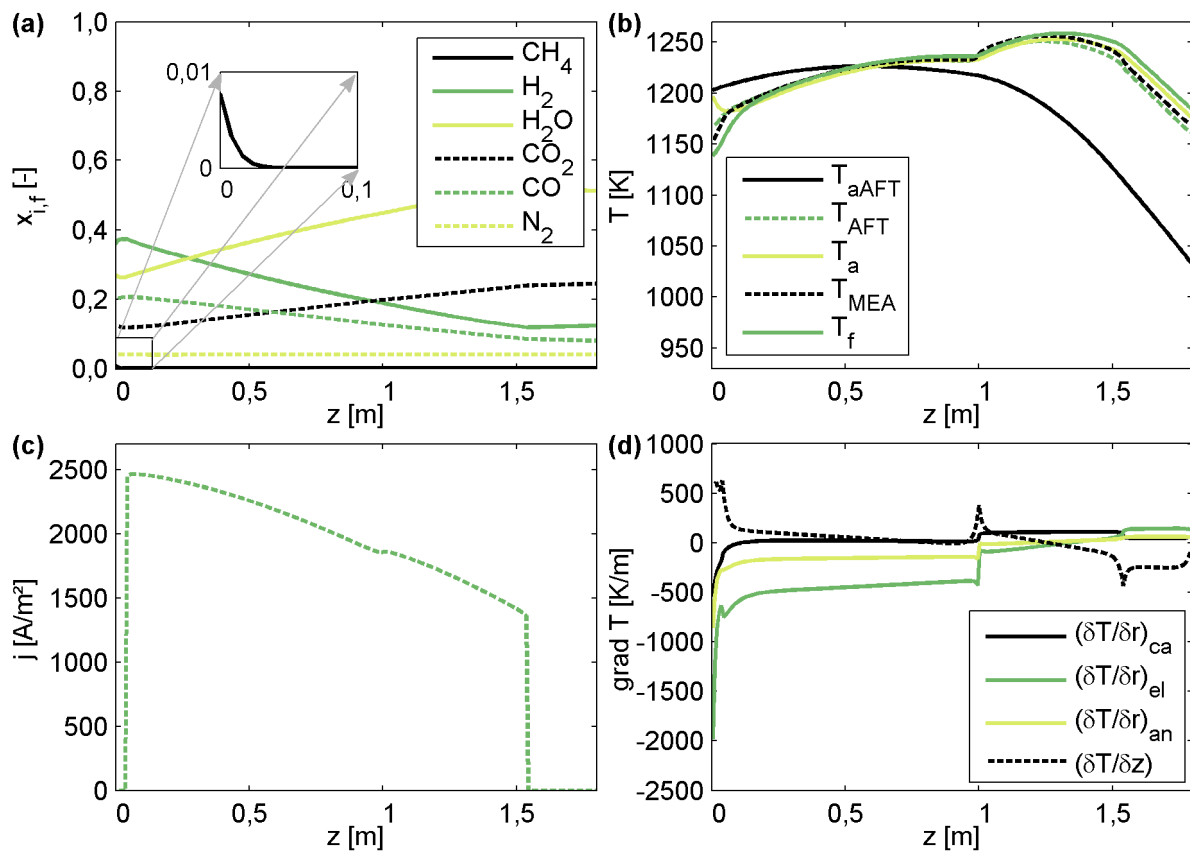 (a)
1,0
0,8
0,6
0,4
0,2
0,0
x_i,f [-]
0,01
0
0
0,1
CH4
H2
H2O
CO2
CO
N2
0
0,5
1
1,5
z [m]
(b)
1250
1200
1150
1100
1050
1000
950
T [K]
T_aAFT
T_AFT
T_a
T_MEA
T_f
0
0,5
1
1,5
z [m]
(c)
2500
2000
1500
1000
500
0
j [A/m²]
0
0,5
1
1,5
z [m]
(d)
1000
500
0
-500
-1000
-1500
-2000
-2500
grad T [K/m]
(δT/δr)ca
(δT/δr)el
(δT/δr)an
(δT/δz)
0
0,5
1
1,5
z [m]